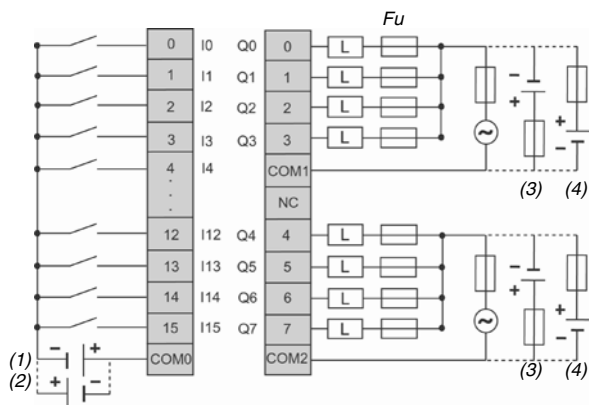 Fu
0 I0 Q0 0 L
1 I1 Q1 1 L
2 I2 Q2 2 L
3 I3 Q3 3 L
4 I4 COM1
NC
12 I12 Q4 4 L
13 I13 Q5 5 L
14 I14 Q6 6 L
15 I15 Q7 7 L
COM0 COM2
- +
+ -
(1)
(2)
~
- +
+ -
(3) (4)
~
- +
+ -
(3) (4)